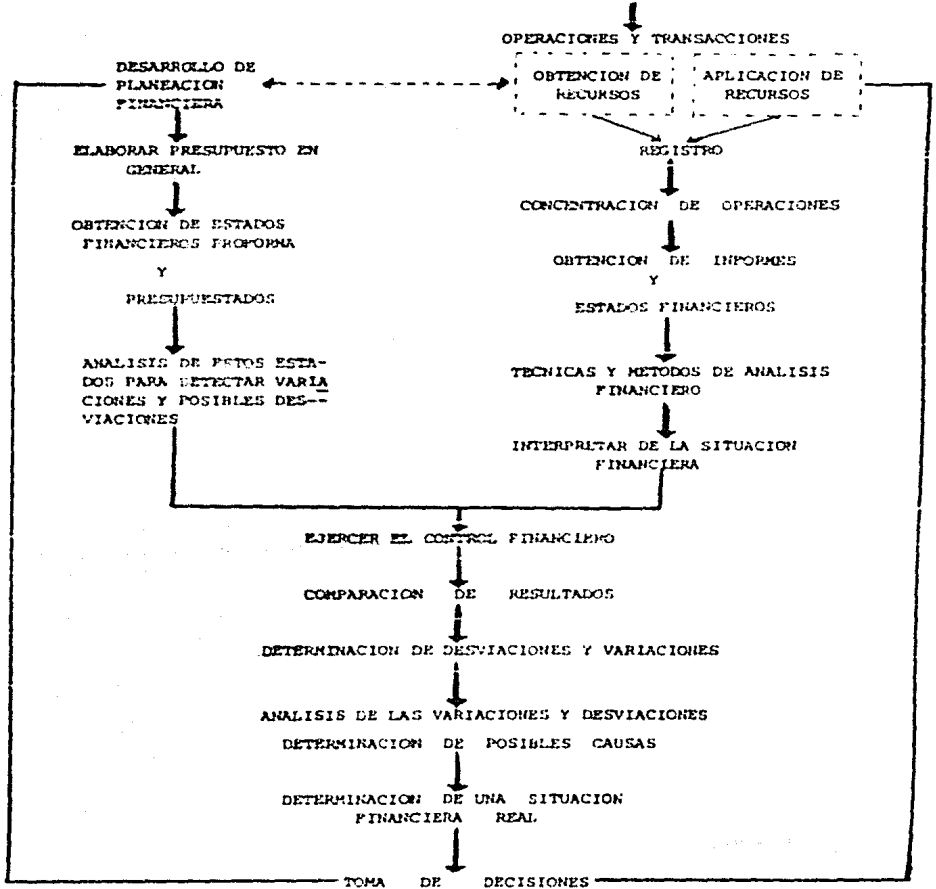 OPERACIONES Y TRANSACCIONES
DESARROLLO DE
PLANEACION
FINANCIERA
OBTENCION DE
RECURSOS
APLICACION DE
RECURSOS
ELABORAR PRESUPUESTO EN
GENERAL
REGISTRO
OBTENCION DE ESTADOS
FINANCIEROS PROFORMA
Y
PRESUPUESTADOS
CONCENTRACION DE OPERACIONES
OBTENCION DE INFORMES
Y
ESTADOS FINANCIEROS
ANALISIS DE ESTOS ESTA-
DOS PARA DETECTAR VARIA
CIONES Y POSIBLES DES--
VIACIONES
TECNICAS Y METODOS DE ANALISIS
FINANCIERO
INTERPRETAR DE LA SITUACION
FINANCIERA
EJERCER EL CONTROL FINANCIERO
COMPARACION DE RESULTADOS
DETERMINACION DE DESVIACIONES Y VARIACIONES
ANALISIS DE LAS VARIACIONES Y DESVIACIONES
DETERMINACION DE POSIBLES CAUSAS
DETERMINACION DE UNA SITUACION
FINANCIERA REAL
TOMA DE DECISIONES